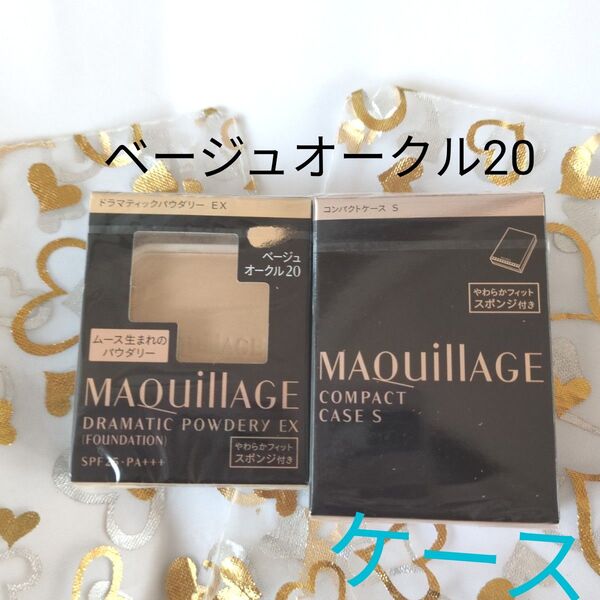 ベージュオークル20
ドラマティックパウダリー EX
ベージュ
オークル20
ムース生まれの
パウダリー
MAQuillAGE
DRAMATIC POWDERY EX
(FOUNDATION)
SPF25・PA+++
やわらかフィット
スポンジ付き
コンパクトケース S
やわらかフィット
スポンジ付き
MAQuillAGE
COMPACT
CASE S
ケース